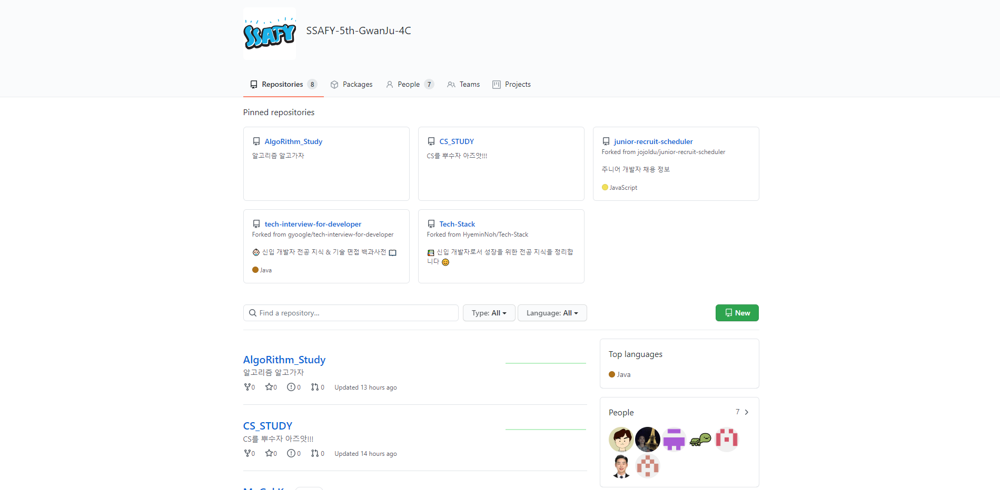 SSAFY
SSAFY-5th-GwanJu-4C
Repositories 8 Packages People 7 Teams Projects
Pinned repositories
AlgoRithm_Study
알고리즘 알고가자
CS_STUDY
CS를 뿌수자 아즈앗!!!
junior-recruit-scheduler
Forked from jojoldu/junior-recruit-scheduler
주니어 개발자 채용 정보
JavaScript
tech-interview-for-developer
Forked from gyoogle/tech-interview-for-developer
신입 개발자 전공 지식 & 기술 면접 백과사전
Java
Tech-Stack
Forked from HyeminNoh/Tech-Stack
신입 개발자로서 성장을 위한 전공 지식을 정리합
니다
Find a repository...
Type: All
Language: All
New
AlgoRithm_Study
알고리즘 알고가자
0 0 0 0 Updated 13 hours ago
CS_STUDY
CS를 뿌수자 아즈앗!!!
0 0 0 0 Updated 14 hours ago
Top languages
Java
People 7